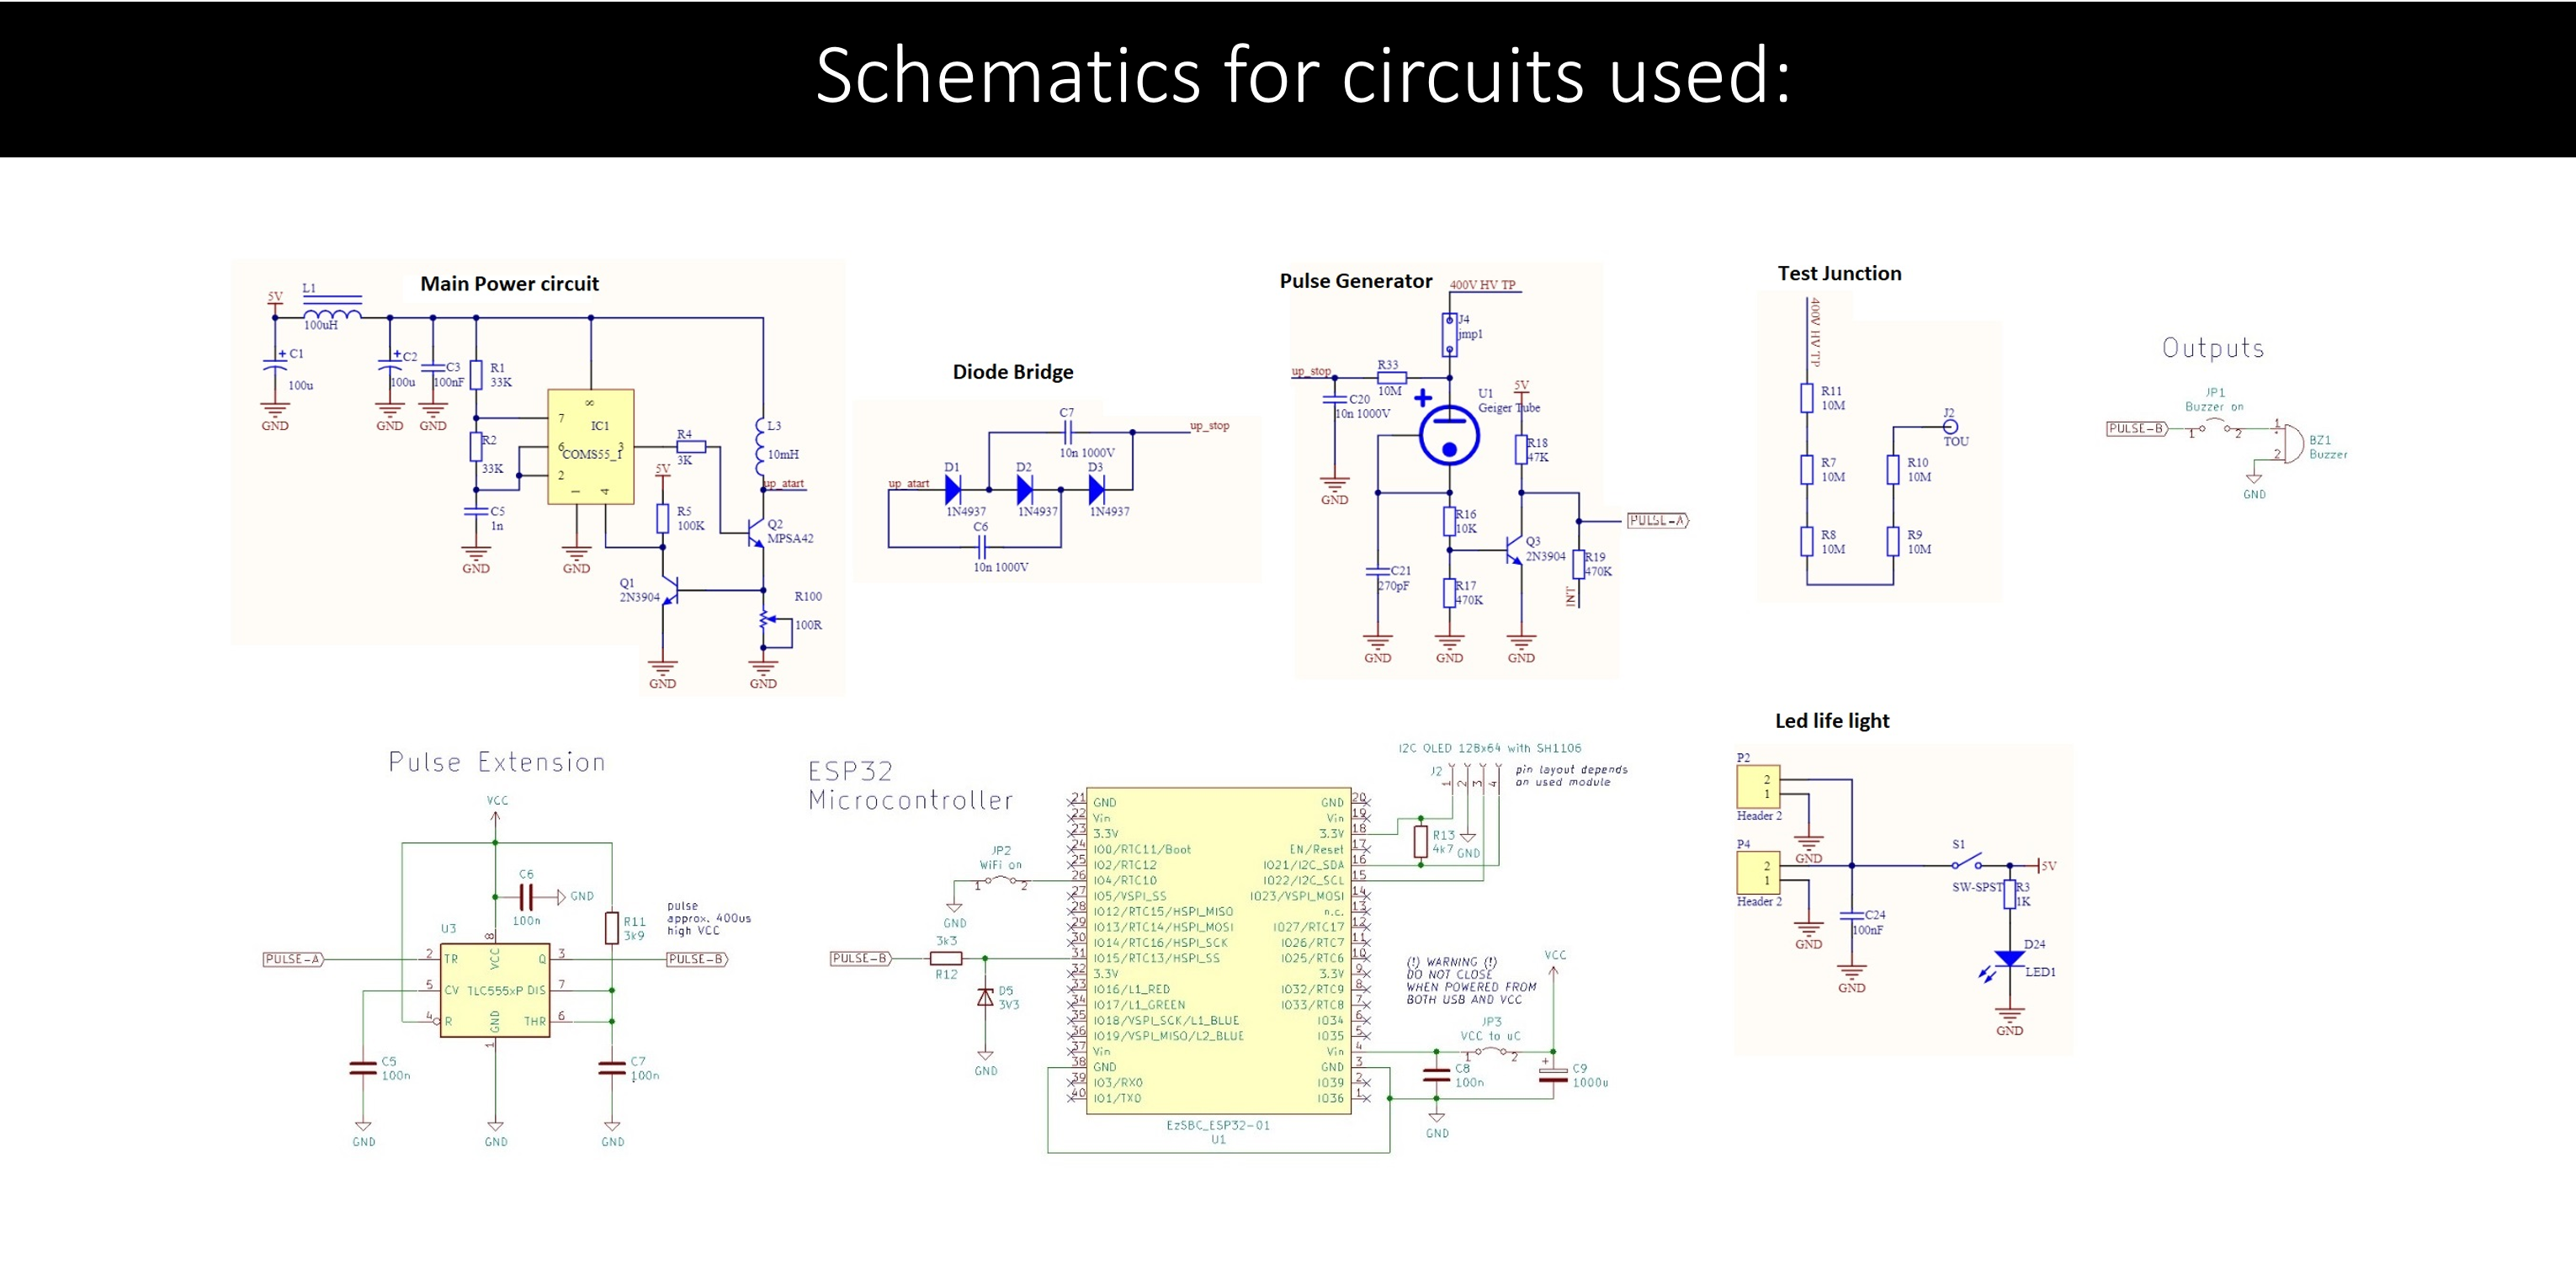 Schematics for circuits used:
Main Power circuit
5V
L1
100uH
+ C1
100u
GND
+ C2
100u
GND
C3
100nF
GND
R1
33K
R2
33K
C5
1n
GND
8
7
6
2
IC1
COMS55_1
3
1
4
GND
R4
3K
5V
R5
100K
L3
10mH
up_atart
Q2
MPSA42
Q1
2N3904
R100
100R
GND
GND
Diode Bridge
C7
10n 1000V
up_stop
up_atart
D1
1N4937
D2
1N4937
D3
1N4937
C6
10n 1000V
Pulse Generator
400V HV TP
J4
jmp1
up_stop
R33
10M
C20
10n 1000V
GND
+
U1
Geiger Tube
5V
R18
47K
R16
10K
Q3
2N3904
PULSE-A
R19
470K
INT
C21
270pF
R17
470K
GND
GND
GND
Test Junction
400V HV TP
R11
10M
R7
10M
R8
10M
J2
TOU
R10
10M
R9
10M
Outputs
JP1
Buzzer on
PULSE-B
1
2
1
2
BZ1
Buzzer
GND
Pulse Extension
VCC
C6
100n
GND
R11
3k9
pulse
approx. 400us
high VCC
U3
8
PULSE-A
2
TR
VCC
Q
3
PULSE-B
5
CV
TLC555xP
DIS
7
4
R
GND
THR
6
1
C5
100n
C7
100n
GND
GND
GND
ESP32
Microcontroller
JP2
WiFi on
1
2
GND
PULSE-B
3k3
R12
D5
3V3
GND
21 GND
22 Vin
23 3.3V
24 IO0/RTC11/Boot
25 IO2/RTC12
26 IO4/RTC10
27 IO5/VSPI_SS
28 IO12/RTC15/HSPI_MISO
29 IO13/RTC14/HSPI_MOSI
30 IO14/RTC16/HSPI_SCK
31 IO15/RTC13/HSPI_SS
32 3.3V
33 IO16/L1_RED
34 IO17/L1_GREEN
35 IO18/VSPI_SCK/L1_BLUE
36 IO19/VSPI_MISO/L2_BLUE
37 Vin
38 GND
39 IO3/RX0
40 IO1/TX0
GND 20
Vin 19
3.3V 18
EN/Reset 17
IO21/I2C_SDA 16
IO22/I2C_SCL 15
IO23/VSPI_MOSI 14
n.c. 13
IO27/RTC17 12
IO26/RTC7 11
IO25/RTC6 10
3.3V 9
IO32/RTC9 8
IO33/RTC8 7
IO34 6
IO35 5
Vin 4
GND 3
IO39 2
IO36 1
EzSBC_ESP32-01
U1
I2C OLED 128x64 with SH1106
J2
1
2
3
4
pin layout depends
on used module
R13
4k7
GND
(!) WARNING (!)
DO NOT CLOSE
WHEN POWERED FROM
BOTH USB AND VCC
VCC
JP3
VCC to uC
1
2
C8
100n
+
C9
1000u
GND
Led life light
P2
2
1
Header 2
GND
P4
2
1
Header 2
GND
S1
SW-SPST
5V
R3
1K
C24
100nF
GND
D24
LED1
GND